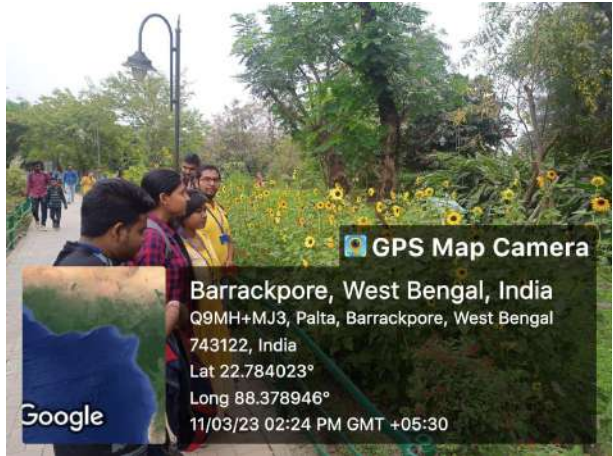 GPS Map Camera
Barrackpore, West Bengal, India
Q9MH+MJ3, Palta, Barrackpore, West Bengal
743122, India
Lat 22.784023°
Long 88.378946°
11/03/23 02:24 PM GMT +05:30
Google